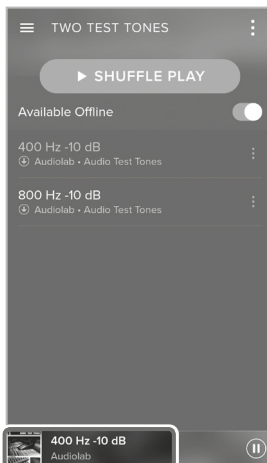 TWO TEST TONES
SHUFFLE PLAY
Available Offline
400 Hz -10 dB
Audiolab • Audio Test Tones
800 Hz -10 dB
Audiolab • Audio Test Tones
400 Hz -10 dB
Audiolab